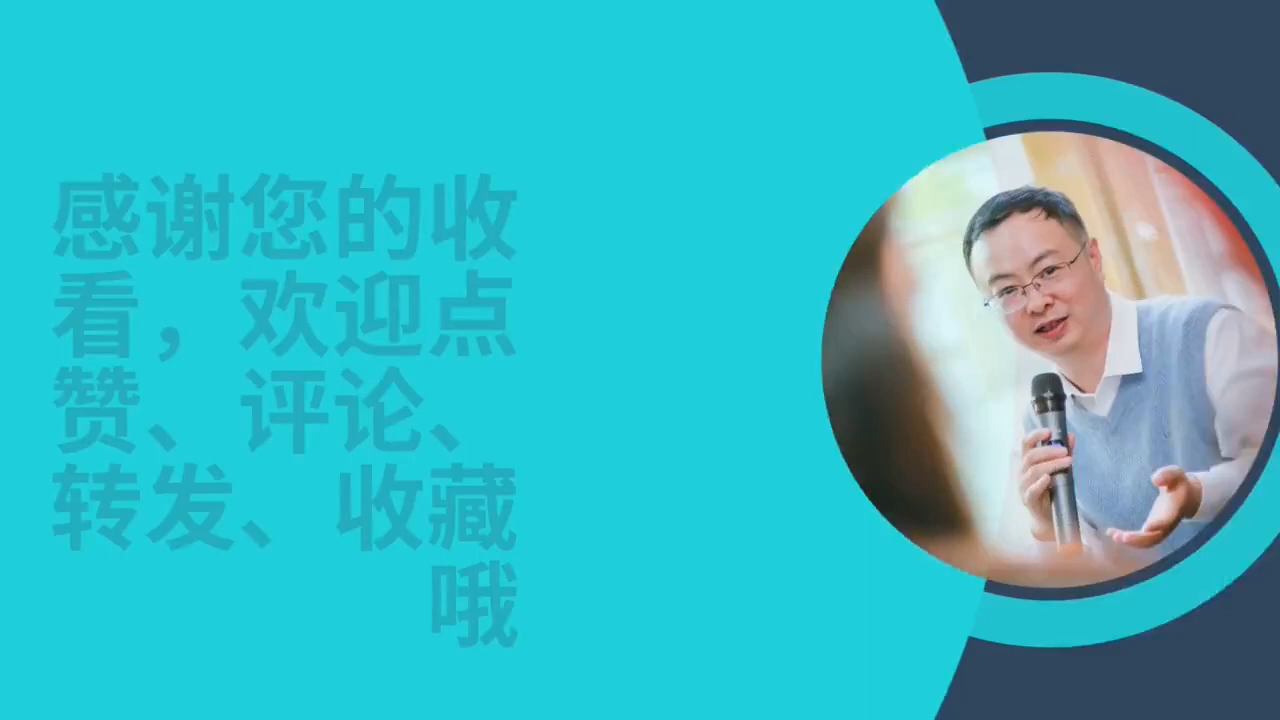 感谢您的收
看，欢迎点
赞、评论、
转发、收藏
哦